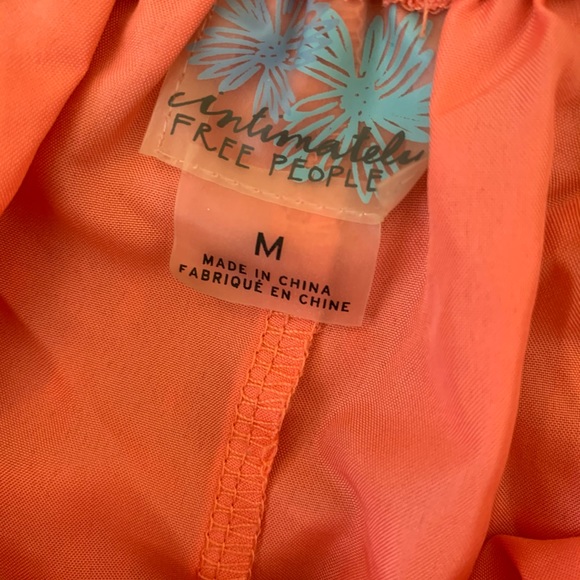 intimately
FREE PEOPLE
M
MADE IN CHINA
FABRIQUÉ EN CHINE